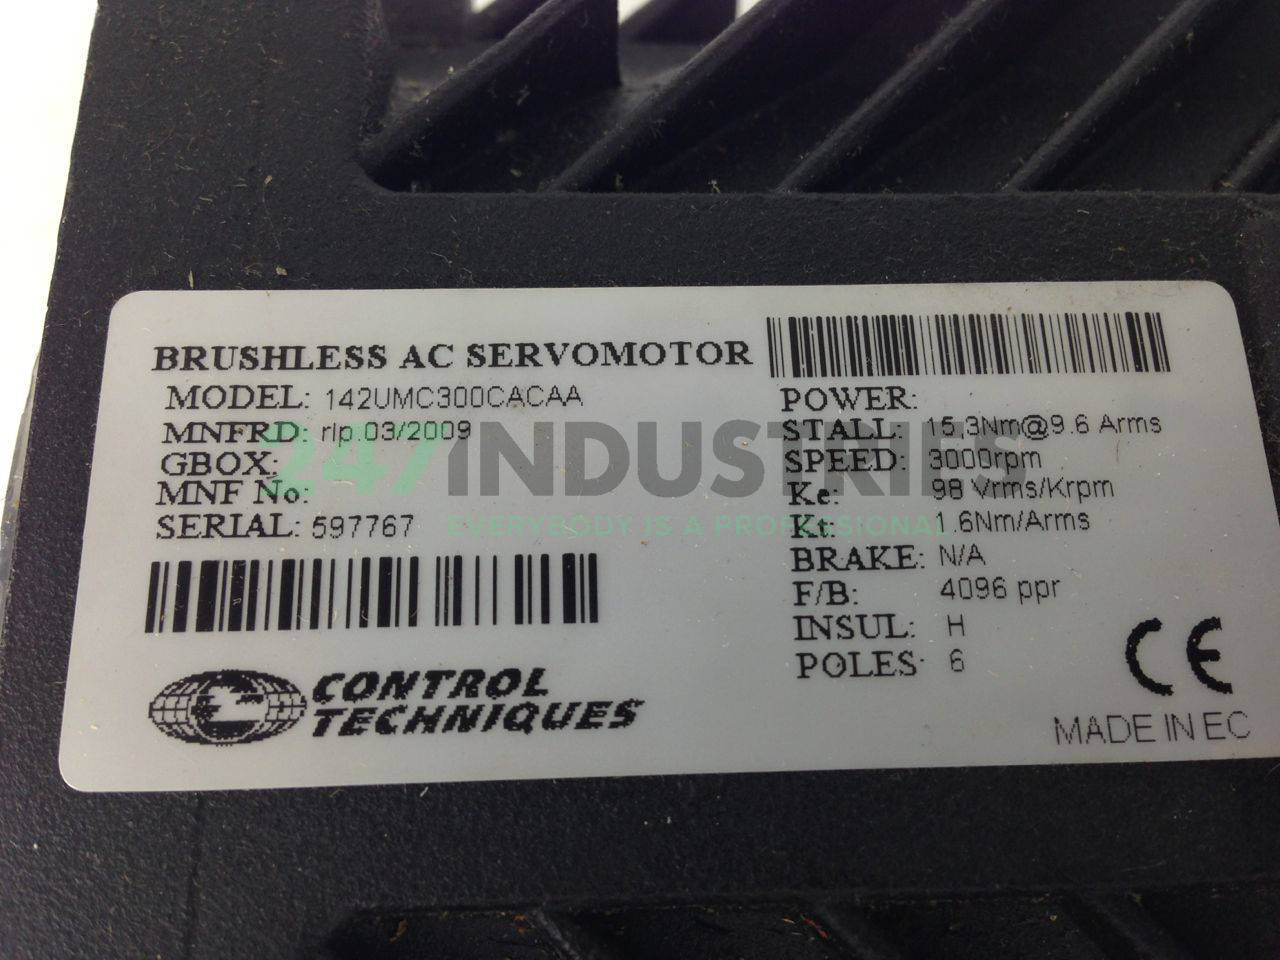 BRUSHLESS AC SERVOMOTOR
MODEL: 142UMC300CACAA
MNFRD: rlp.03/2009
GBOX:
MNF No:
SERIAL: 597767
CONTROL
TECHNIQUES
POWER:
STALL: 15,3Nm@9.6 Arms
SPEED: 3000rpm
Ke: 98 Vrms/Krpm
Kt: 1.6Nm/Arms
BRAKE: N/A
F/B: 4096 ppr
INSUL: H
POLES: 6
CE
MADE IN EC
247INDUSTRIES
EVERYBODY IS A PROFESSIONAL